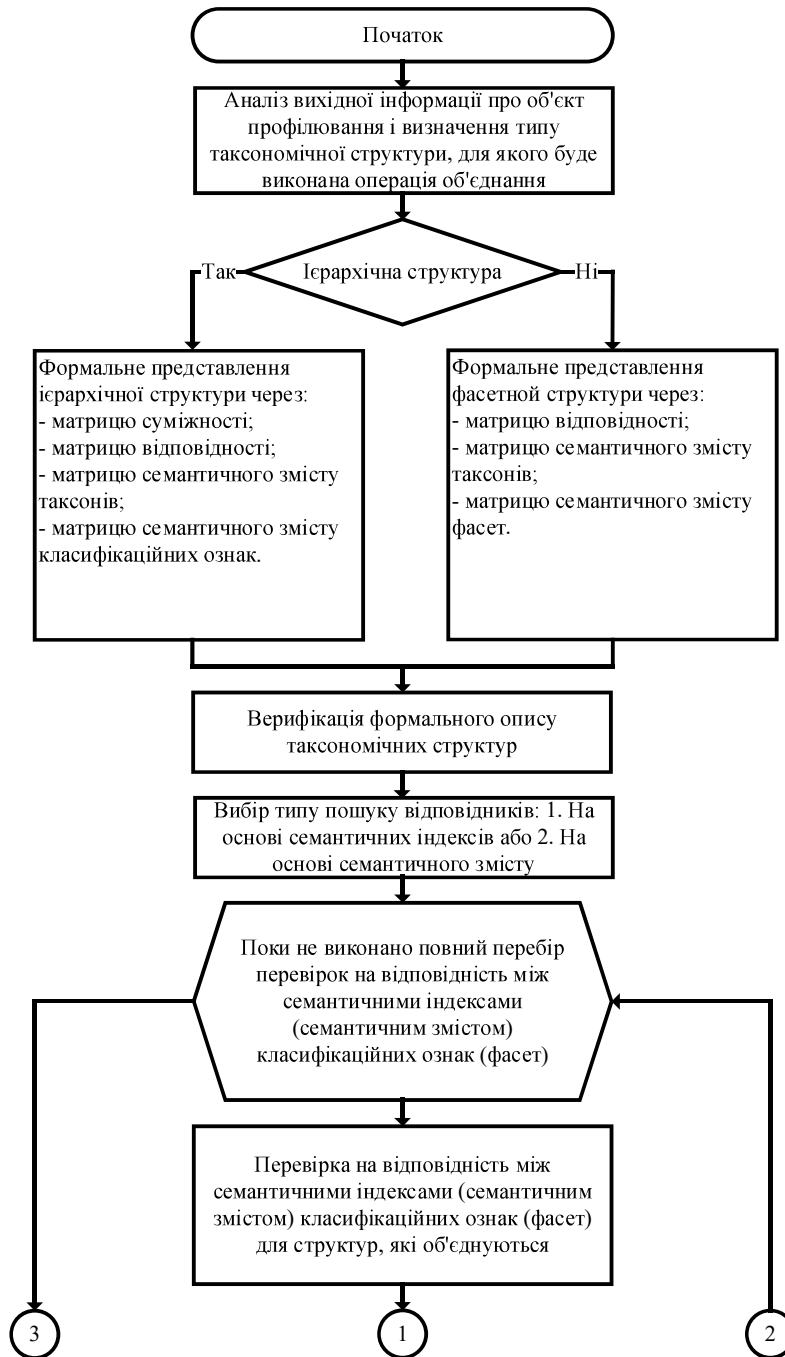 Початок
Аналіз вихідної інформації про об'єкт
профілювання і визначення типу
таксономічної структури, для якого буде
виконана операція об'єднання
Так
Ієрархічна структура
Ні
Формальне представлення
ієрархічної структури через:
- матрицю суміжності;
- матрицю відповідності;
- матрицю семантичного змісту
таксонів;
- матрицю семантичного змісту
класифікаційних ознак.
Формальне представлення
фасетной структури через:
- матрицю відповідності;
- матрицю семантичного змісту
таксонів;
- матрицю семантичного змісту
фасет.
Верифікація формального опису
таксономічних структур
Вибір типу пошуку відповідників: 1. На
основі семантичних індексів або 2. На
основі семантичного змісту
Поки не виконано повний перебір
перевірок на відповідність між
семантичними індексами
(семантичним змістом)
класифікаційних ознак (фасет)
Перевірка на відповідність між
семантичними індексами (семантичним
змістом) класифікаційних ознак (фасет)
для структур, які об'єднуються
3
1
2